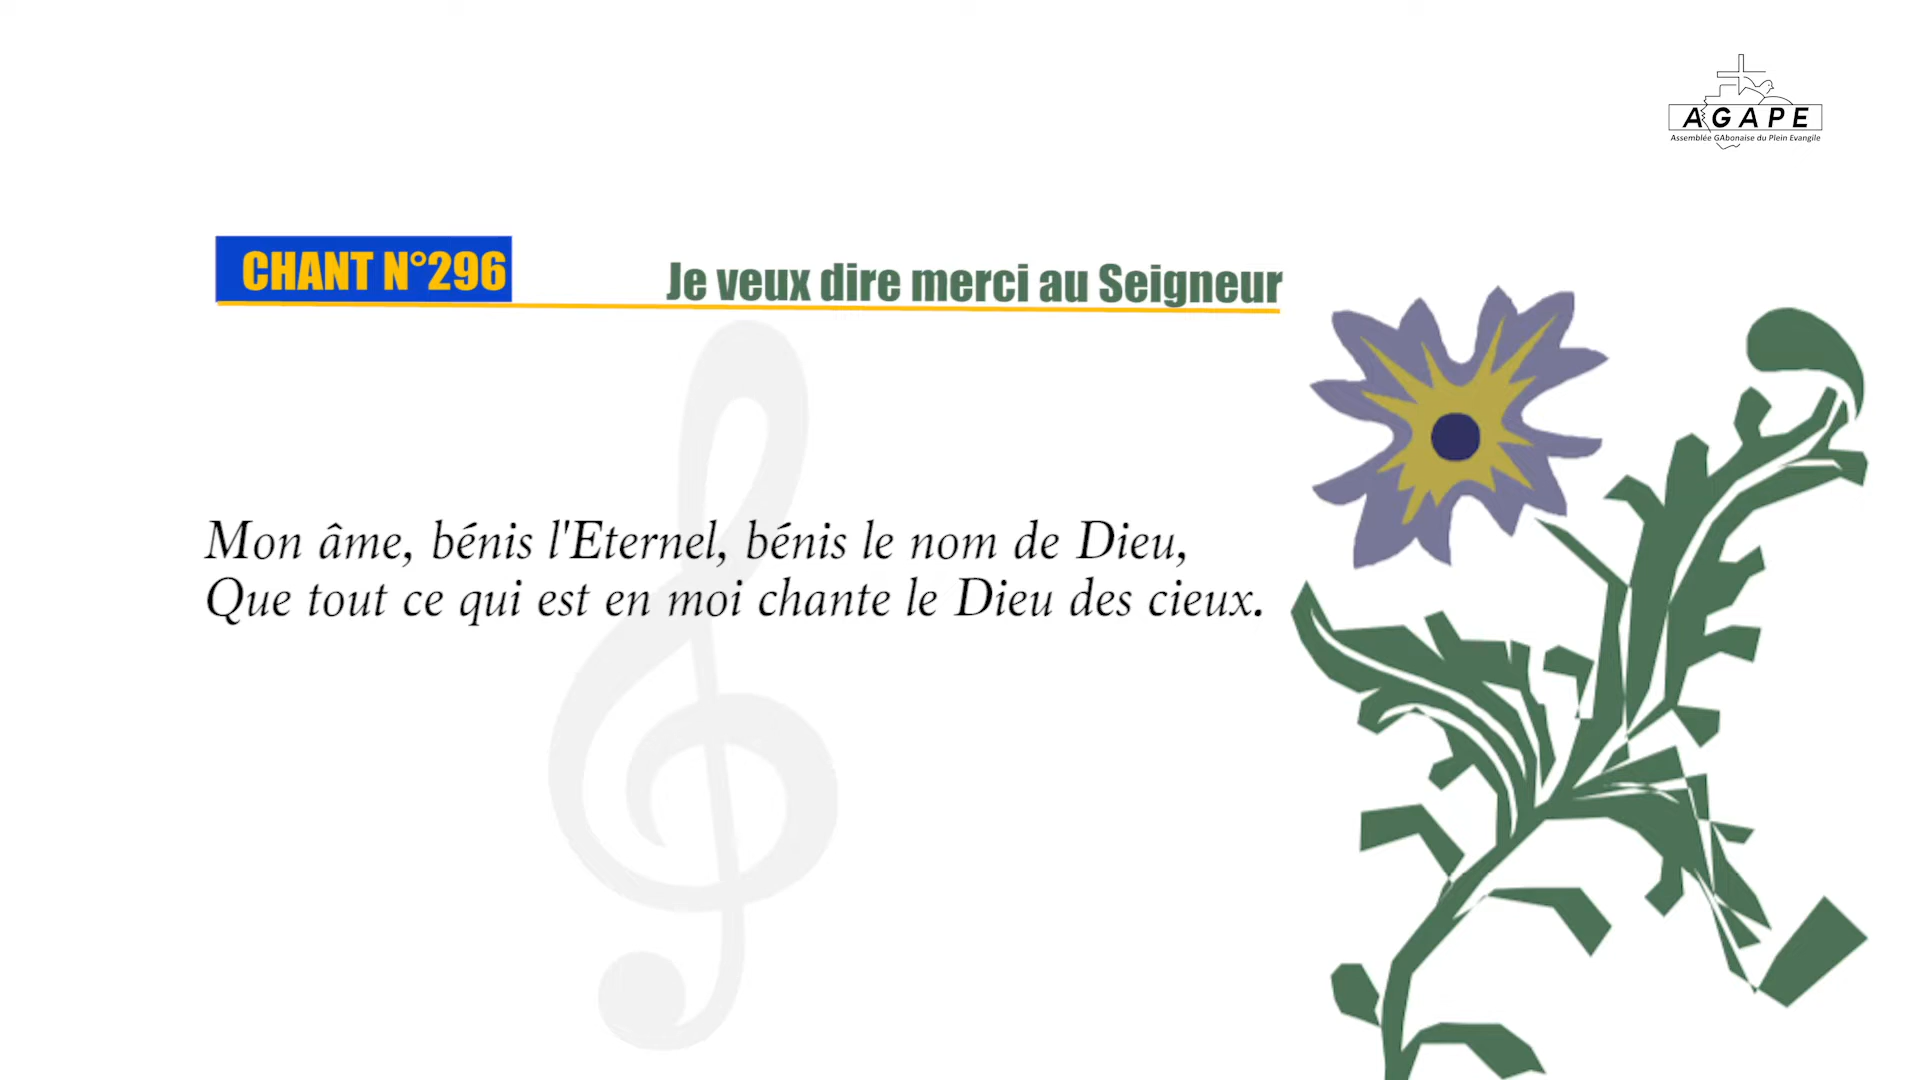 AGAPE
Assemblée GAbonaise du Plein Evangile
CHANT N°296
Je veux dire merci au Seigneur
Mon âme, bénis l'Eternel, bénis le nom de Dieu,
Que tout ce qui est en moi chante le Dieu des cieux.